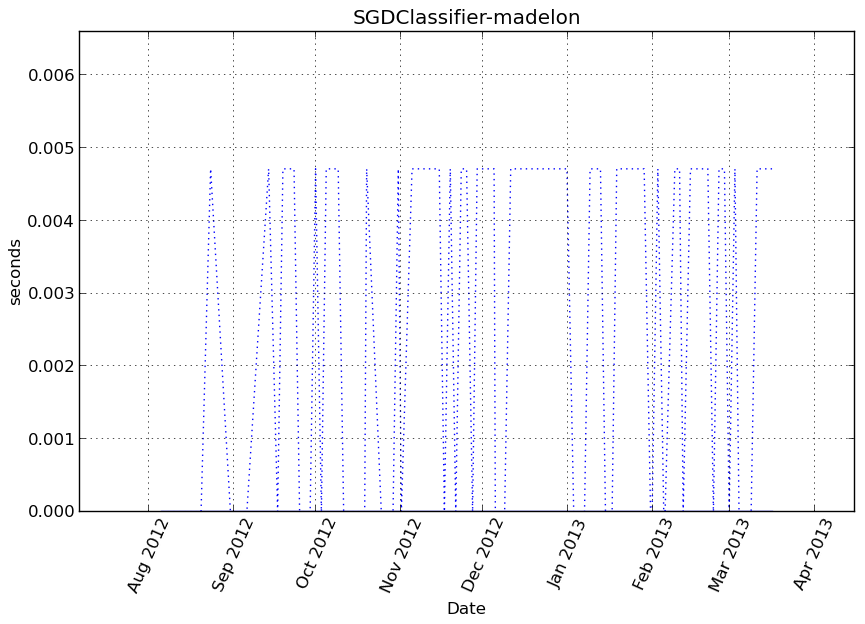 SGDClassifier-madelon
0.006
0.005
0.004
0.003
0.002
0.001
0.000
seconds
Aug 2012
Sep 2012
Oct 2012
Nov 2012
Dec 2012
Jan 2013
Feb 2013
Mar 2013
Apr 2013
Date